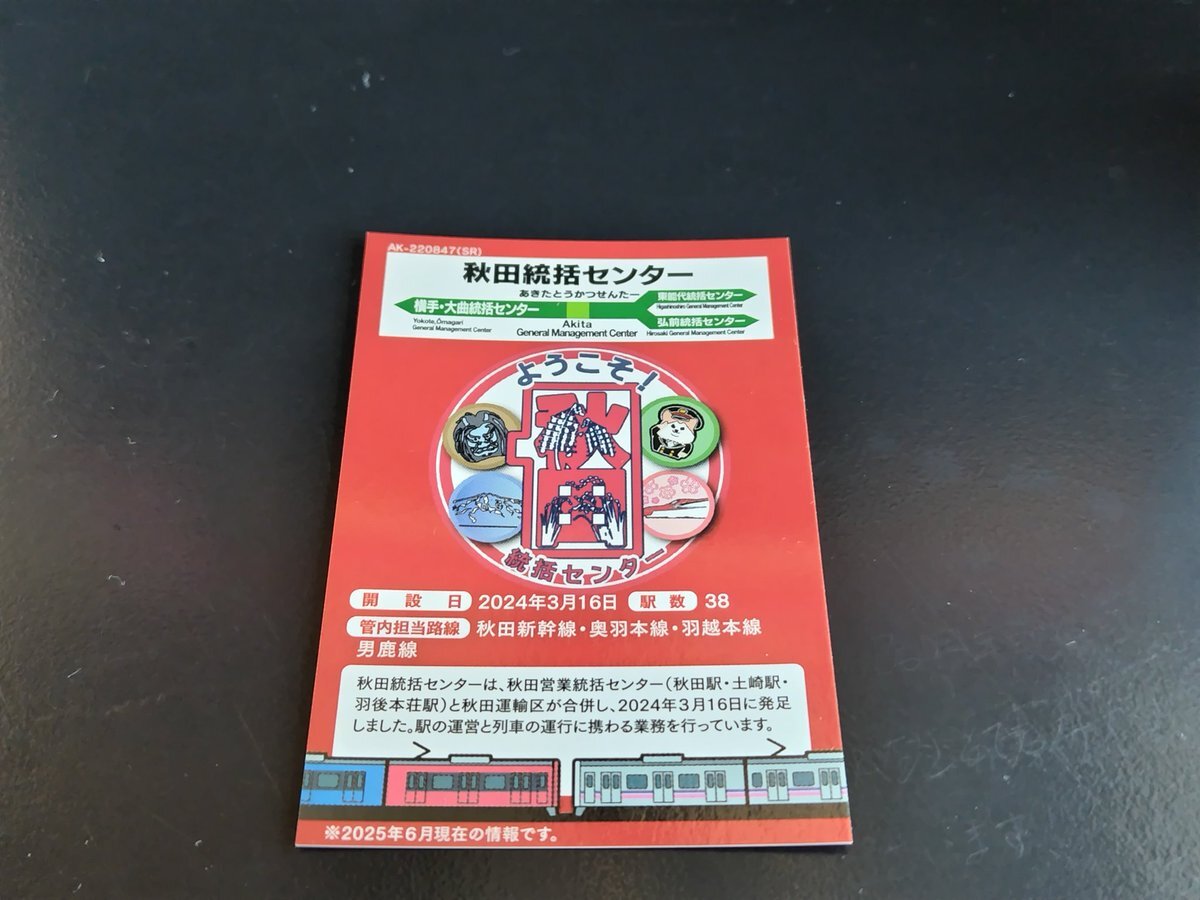 AK-220847(SR)
秋田統括センター
あきたとうかつせんたー
横手・大曲統括センター
東能代統括センター
Higashinoshiro General Management Center
Yokote,Ōmagari
General Management Center
Akita
General Management Center
弘前統括センター
Hirosaki General Management Center
ようこそ!
秋田
統括センター
開設日 2024年3月16日 駅数 38
管内担当路線 秋田新幹線・奥羽本線・羽越本線
男鹿線
秋田統括センターは、秋田営業統括センター(秋田駅・土崎駅・
羽後本荘駅)と秋田運輸区が合併し、2024年3月16日に発足
しました。駅の運営と列車の運行に携わる業務を行っています。
※2025年6月現在の情報です。